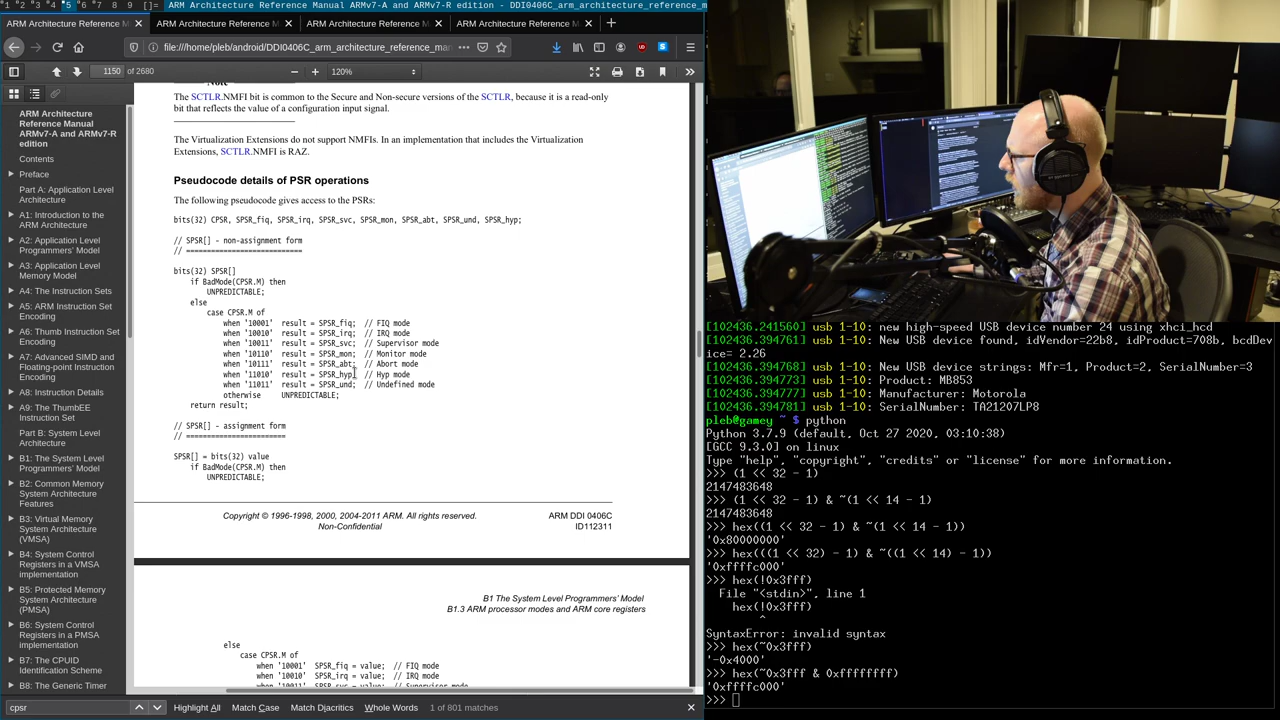 1 2 3 4 5 6 7 8 9 []= ARM Architecture Reference Manual ARMv7-A and ARMv7-R edition - DDI0406C_arm_architecture_reference_m
ARM Architecture Reference M
ARM Architecture Reference M
ARM Architecture Reference M
ARM Architecture Reference M
file:///home/pleb/android/DDI0406C_arm_architecture_reference_ma
1150 of 2680
120%
ARM Architecture
Reference Manual
ARMv7-A and ARMv7-R
edition
Contents
Preface
Part A: Application Level
Architecture
A1: Introduction to the
ARM Architecture
A2: Application Level
Programmers' Model
A3: Application Level
Memory Model
A4: The Instruction Sets
A5: ARM Instruction Set
Encoding
A6: Thumb Instruction Set
Encoding
A7: Advanced SIMD and
Floating-point Instruction
Encoding
A8: Instruction Details
A9: The ThumbEE
Instruction Set
Part B: System Level
Architecture
B1: The System Level
Programmers' Model
B2: Common Memory
System Architecture
Features
B3: Virtual Memory
System Architecture
(VMSA)
B4: System Control
Registers in a VMSA
implementation
B5: Protected Memory
System Architecture
(PMSA)
B6: System Control
Registers in a PMSA
implementation
B7: The CPUID
Identification Scheme
B8: The Generic Timer
The SCTLR.NMFI bit is common to the Secure and Non-secure versions of the SCTLR, because it is a read-only
bit that reflects the value of a configuration input signal.
The Virtualization Extensions do not support NMFIs. In an implementation that includes the Virtualization
Extensions, SCTLR.NMFI is RAZ.
Pseudocode details of PSR operations
The following pseudocode gives access to the PSRs:
bits(32) CPSR, SPSR_fiq, SPSR_irq, SPSR_svc, SPSR_mon, SPSR_abt, SPSR_und, SPSR_hyp;
// SPSR[] - non-assignment form
// ============================
bits(32) SPSR[]
if BadMode(CPSR.M) then
UNPREDICTABLE;
else
case CPSR.M of
when '10001' result = SPSR_fiq; // FIQ mode
when '10010' result = SPSR_irq; // IRQ mode
when '10011' result = SPSR_svc; // Supervisor mode
when '10110' result = SPSR_mon; // Monitor mode
when '10111' result = SPSR_abt; // Abort mode
when '11010' result = SPSR_hyp; // Hyp mode
when '11011' result = SPSR_und; // Undefined mode
otherwise UNPREDICTABLE;
return result;
// SPSR[] - assignment form
// ========================
SPSR[] = bits(32) value
if BadMode(CPSR.M) then
UNPREDICTABLE;
Copyright © 1996-1998, 2000, 2004-2011 ARM. All rights reserved. ARM DDI 0406C
Non-Confidential ID112311
B1 The System Level Programmers' Model
B1.3 ARM processor modes and ARM core registers
else
case CPSR.M of
when '10001' SPSR_fiq = value; // FIQ mode
when '10010' SPSR_irq = value; // IRQ mode
when '10011' SPSR_svc = value; // Supervisor mode
cpsr
Highlight All Match Case Match Diacritics Whole Words 1 of 801 matches
[102436.241560] usb 1-10: new high-speed USB device number 24 using xhci_hcd
[102436.394761] usb 1-10: New USB device found, idVendor=22b8, idProduct=708b, bcdDev
ice= 2.26
[102436.394768] usb 1-10: New USB device strings: Mfr=1, Product=2, SerialNumber=3
[102436.394773] usb 1-10: Product: MB853
[102436.394777] usb 1-10: Manufacturer: Motorola
[102436.394781] usb 1-10: SerialNumber: TA21207LP8
pleb@gamey ~ $ python
Python 3.7.9 (default, Oct 27 2020, 03:10:38)
[GCC 9.3.0] on linux
Type "help", "copyright", "credits" or "license" for more information.
>>> (1 << 32 - 1)
2147483648
>>> (1 << 32 - 1) & ~(1 << 14 - 1)
2147483648
>>> hex((1 << 32 - 1) & ~(1 << 14 - 1))
'0x80000000'
>>> hex(((1 << 32) - 1) & ~((1 << 14) - 1))
'0xffffc000'
>>> hex(!0x3fff)
File "<stdin>", line 1
hex(!0x3fff)
^
SyntaxError: invalid syntax
>>> hex(~0x3fff)
'-0x4000'
>>> hex(~0x3fff & 0xffffffff)
'0xffffc000'
>>>